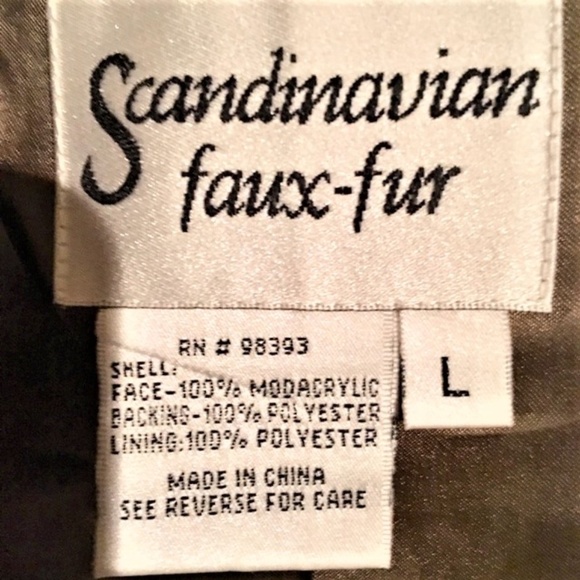 Scandinavian
faux-fur
RN # 98393
SHELL:
FACE-100% MODACRYLIC
BACKING-100% POLYESTER
LINING:100% POLYESTER
MADE IN CHINA
SEE REVERSE FOR CARE
L